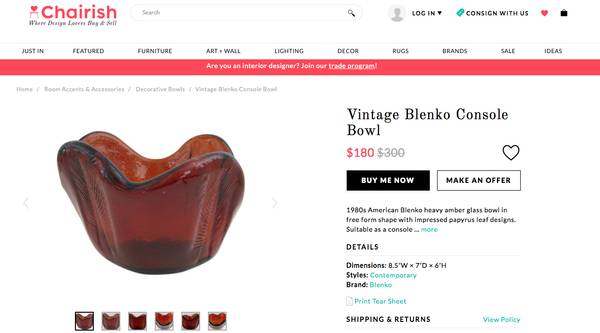 Chairish
Where Design Lovers Buy & Sell
Search
LOG IN ▼
CONSIGN WITH US
JUST IN
FEATURED
FURNITURE
ART + WALL
LIGHTING
DECOR
RUGS
BRANDS
SALE
IDEAS
Are you an interior designer? Join our trade program!
Home / Room Accents & Accessories / Decorative Bowls / Vintage Blenko Console Bowl
Vintage Blenko Console
Bowl
$180 $300
BUY ME NOW
MAKE AN OFFER
1980s American Blenko heavy amber glass bowl in
free form shape with impressed papyrus leaf designs.
Suitable as a console ... more
DETAILS
Dimensions: 8.5"W × 7"D × 6"H
Styles: Contemporary
Brand: Blenko
Print Tear Sheet
SHIPPING & RETURNS
View Policy